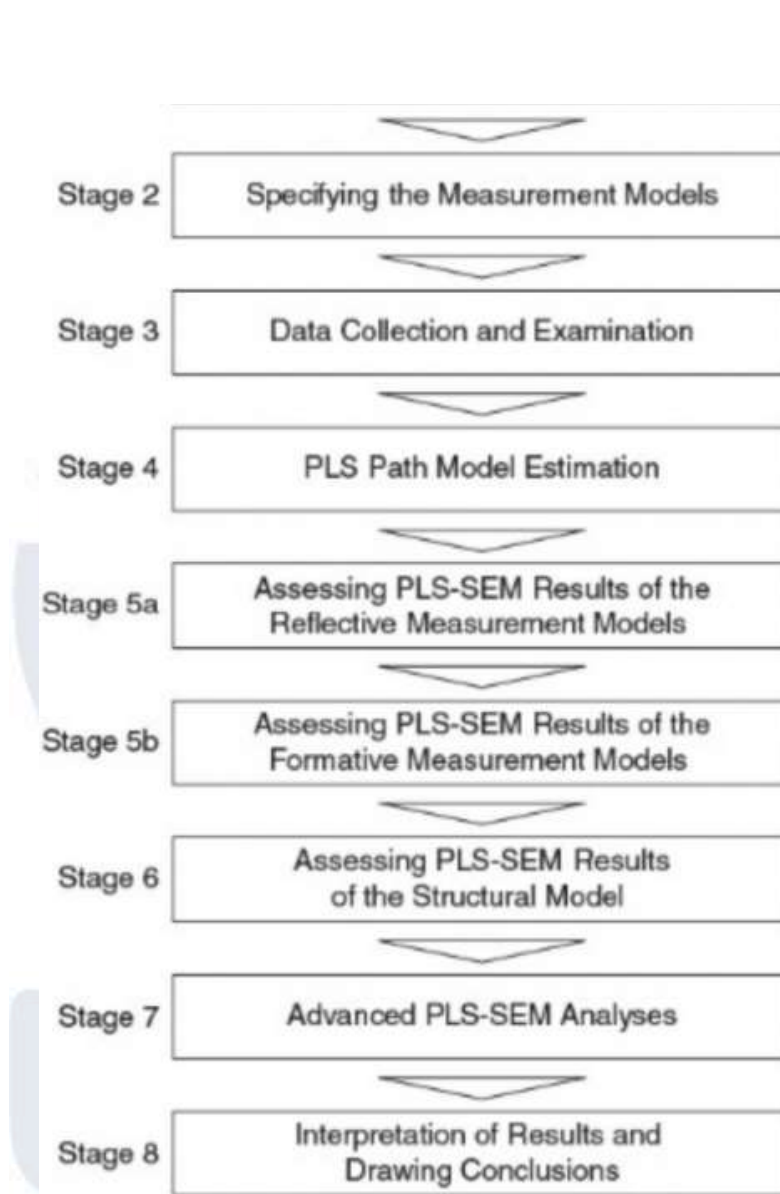 Stage 2 Specifying the Measurement Models
Stage 3 Data Collection and Examination
Stage 4 PLS Path Model Estimation
Stage 5a Assessing PLS-SEM Results of the
Reflective Measurement Models
Stage 5b Assessing PLS-SEM Results of the
Formative Measurement Models
Stage 6 Assessing PLS-SEM Results
of the Structural Model
Stage 7 Advanced PLS-SEM Analyses
Stage 8 Interpretation of Results and
Drawing Conclusions